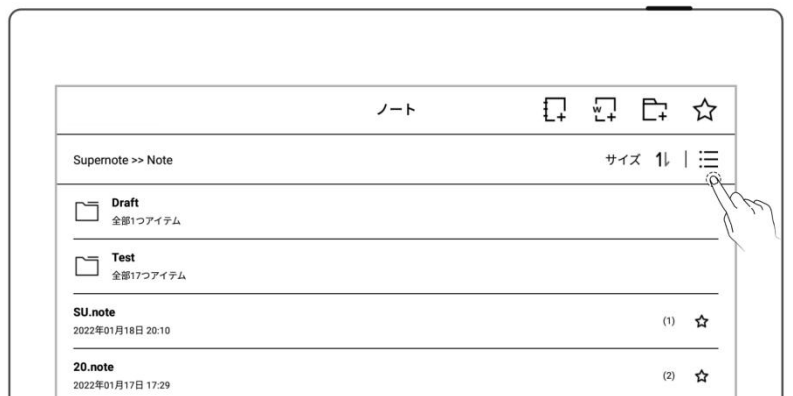 ノート
Supernote >> Note
サイズ
Draft
全部1つアイテム
Test
全部17つアイテム
SU.note
2022年01月18日 20:10
(1)
20.note
2022年01月17日 17:29
(2)